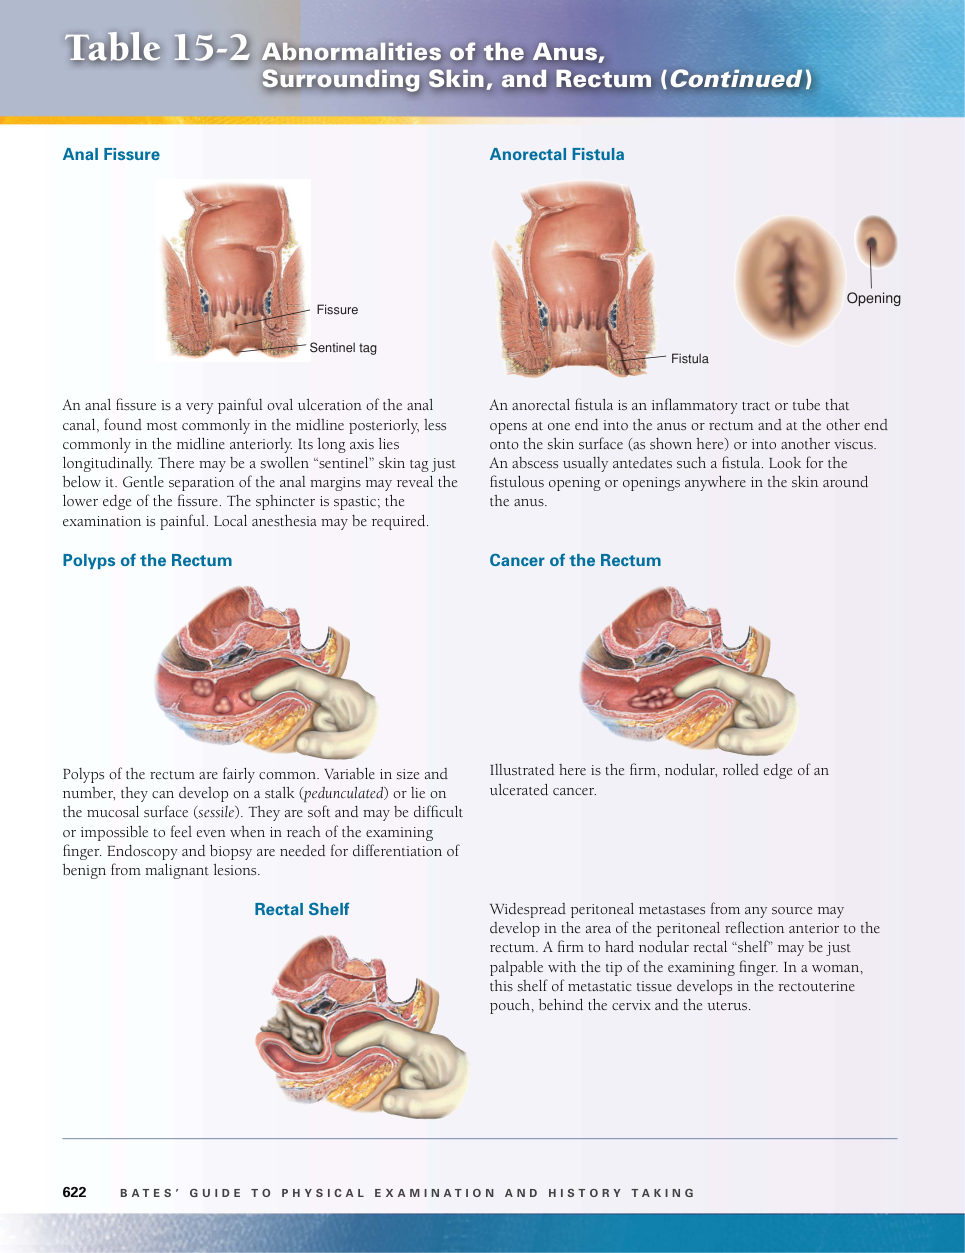 Table 15-2 Abnormalities of the Anus,
Surrounding Skin, and Rectum (Continued)
Anal Fissure
Fissure
Sentinel tag
An anal fissure is a very painful oval ulceration of the anal
canal, found most commonly in the midline posteriorly, less
commonly in the midline anteriorly. Its long axis lies
longitudinally. There may be a swollen “sentinel” skin tag just
below it. Gentle separation of the anal margins may reveal the
lower edge of the fissure. The sphincter is spastic; the
examination is painful. Local anesthesia may be required.
Anorectal Fistula
Opening
Fistula
An anorectal fistula is an inflammatory tract or tube that
opens at one end into the anus or rectum and at the other end
onto the skin surface (as shown here) or into another viscus.
An abscess usually antedates such a fistula. Look for the
fistulous opening or openings anywhere in the skin around
the anus.
Polyps of the Rectum
Polyps of the rectum are fairly common. Variable in size and
number, they can develop on a stalk (pedunculated) or lie on
the mucosal surface (sessile). They are soft and may be difficult
or impossible to feel even when in reach of the examining
finger. Endoscopy and biopsy are needed for differentiation of
benign from malignant lesions.
Cancer of the Rectum
Illustrated here is the firm, nodular, rolled edge of an
ulcerated cancer.
Rectal Shelf
Widespread peritoneal metastases from any source may
develop in the area of the peritoneal reflection anterior to the
rectum. A firm to hard nodular rectal “shelf” may be just
palpable with the tip of the examining finger. In a woman,
this shelf of metastatic tissue develops in the rectouterine
pouch, behind the cervix and the uterus.
622 BATES’ GUIDE TO PHYSICAL EXAMINATION AND HISTORY TAKING